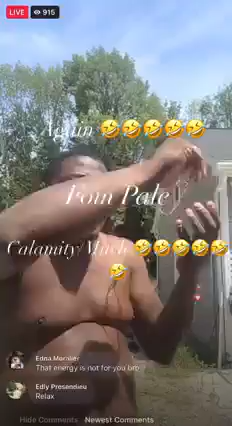 LIVE 915
Again 🤣🤣🤣🤣🤣
Fom Pale
Calamity Much 🤣🤣🤣🤣🤣
🤣
Edna Mornlier
That energy is not for you bro
Edly Presendieu
Relax
Hide Comments Newest Comments